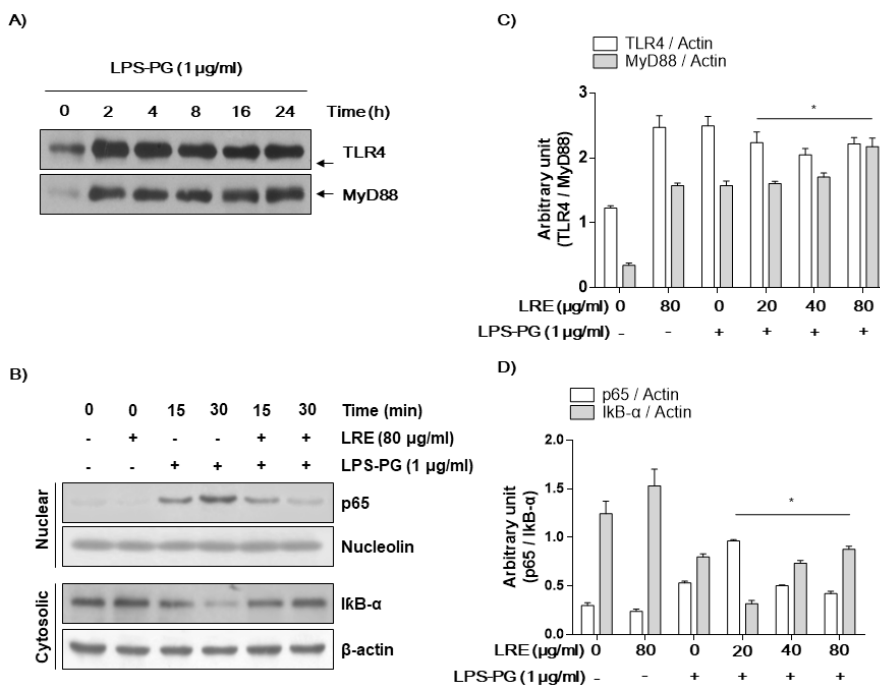 A)
LPS-PG (1 µg/ml)
0 2 4 8 16 24 Time (h)
TLR4
MyD88
B)
0 0 15 30 15 30 Time (min)
- + - - + + LRE (80 µg/ml)
- - + + + + LPS-PG (1 µg/ml)
Nuclear
p65
Nucleolin
Cytosolic
IkB-α
β-actin
C)
TLR4 / Actin
MyD88 / Actin
Arbitrary unit
(TLR4 / MyD88)
3
2
1
0
*
LRE (µg/ml) 0 80 0 20 40 80
LPS-PG (1µg/ml) - - + + + +
D)
p65 / Actin
IkB-α / Actin
Arbitrary unit
(p65 / IkB-α)
2.0
1.5
1.0
0.5
0.0
*
LRE (µg/ml) 0 80 0 20 40 80
LPS-PG (1µg/ml) - - + + + +